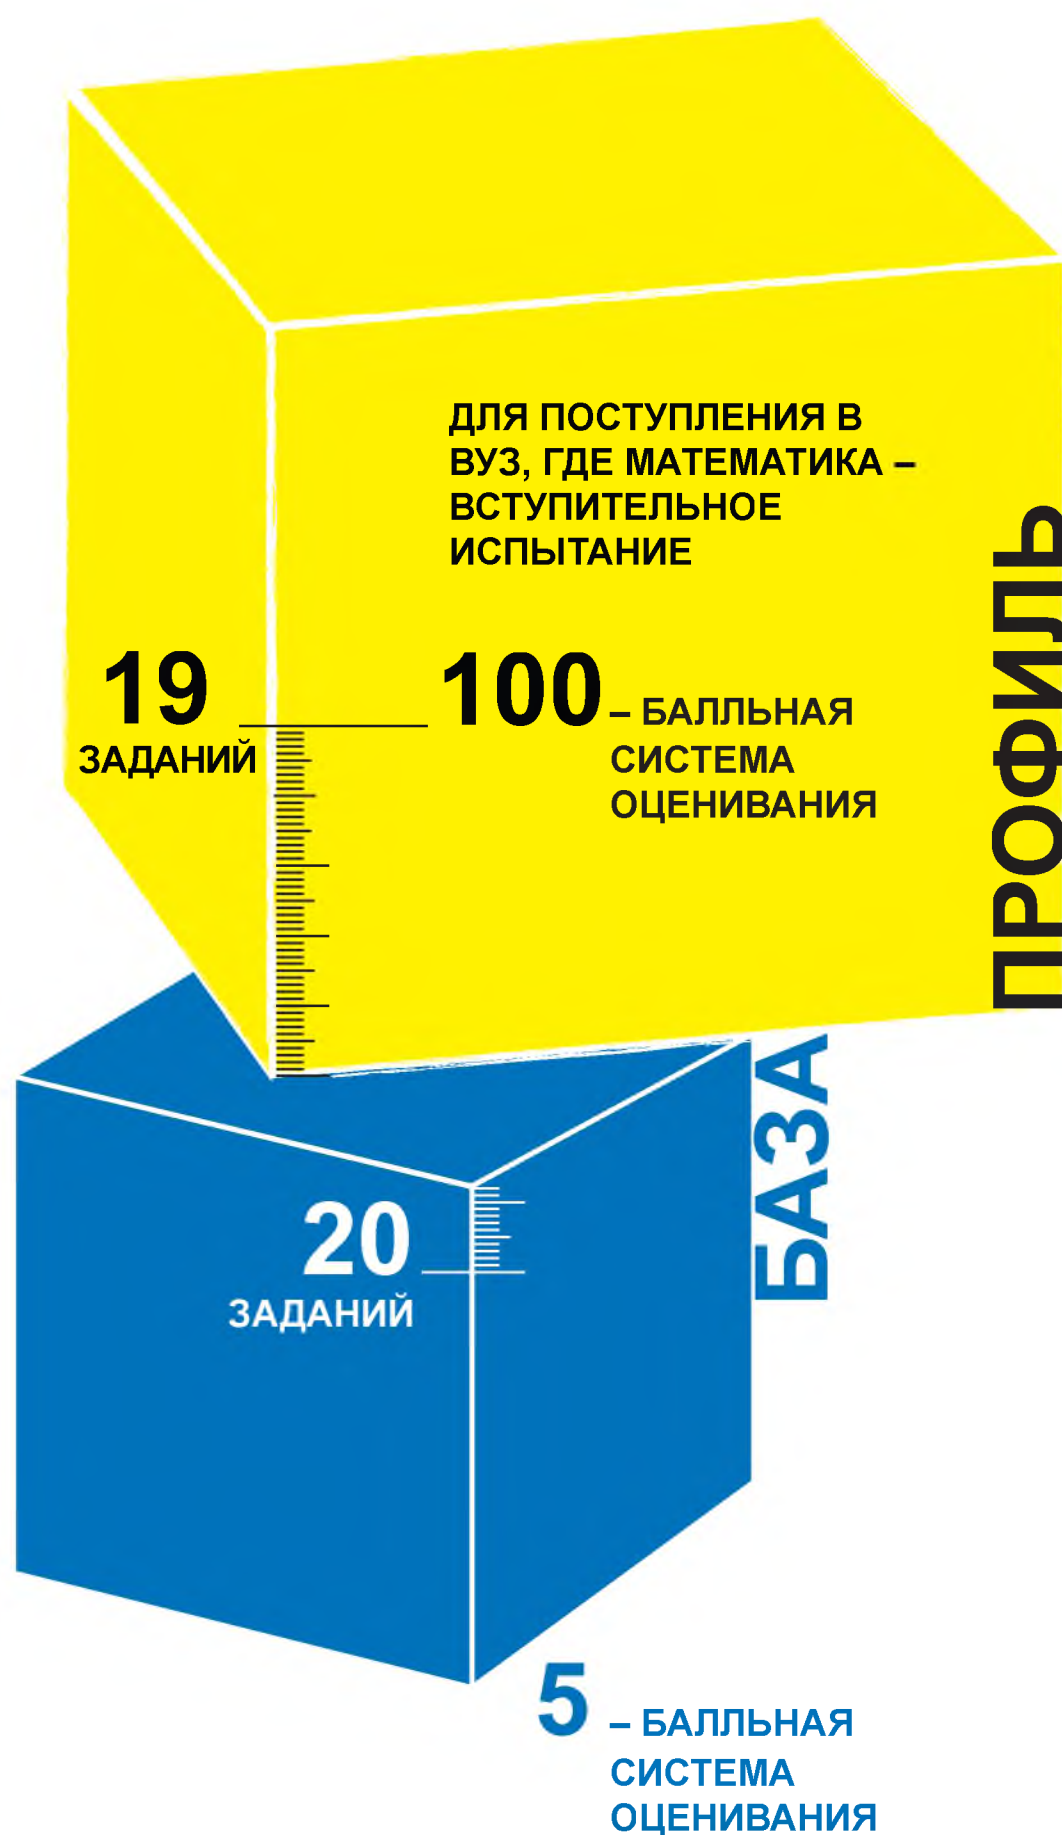 ДЛЯ ПОСТУПЛЕНИЯ В
ВУЗ, ГДЕ МАТЕМАТИКА –
ВСТУПИТЕЛЬНОЕ
ИСПЫТАНИЕ
19
ЗАДАНИЙ
100 – БАЛЛЬНАЯ
СИСТЕМА
ОЦЕНИВАНИЯ
ПРОФИЛЬ
БАЗА
20
ЗАДАНИЙ
5 – БАЛЛЬНАЯ
СИСТЕМА
ОЦЕНИВАНИЯ